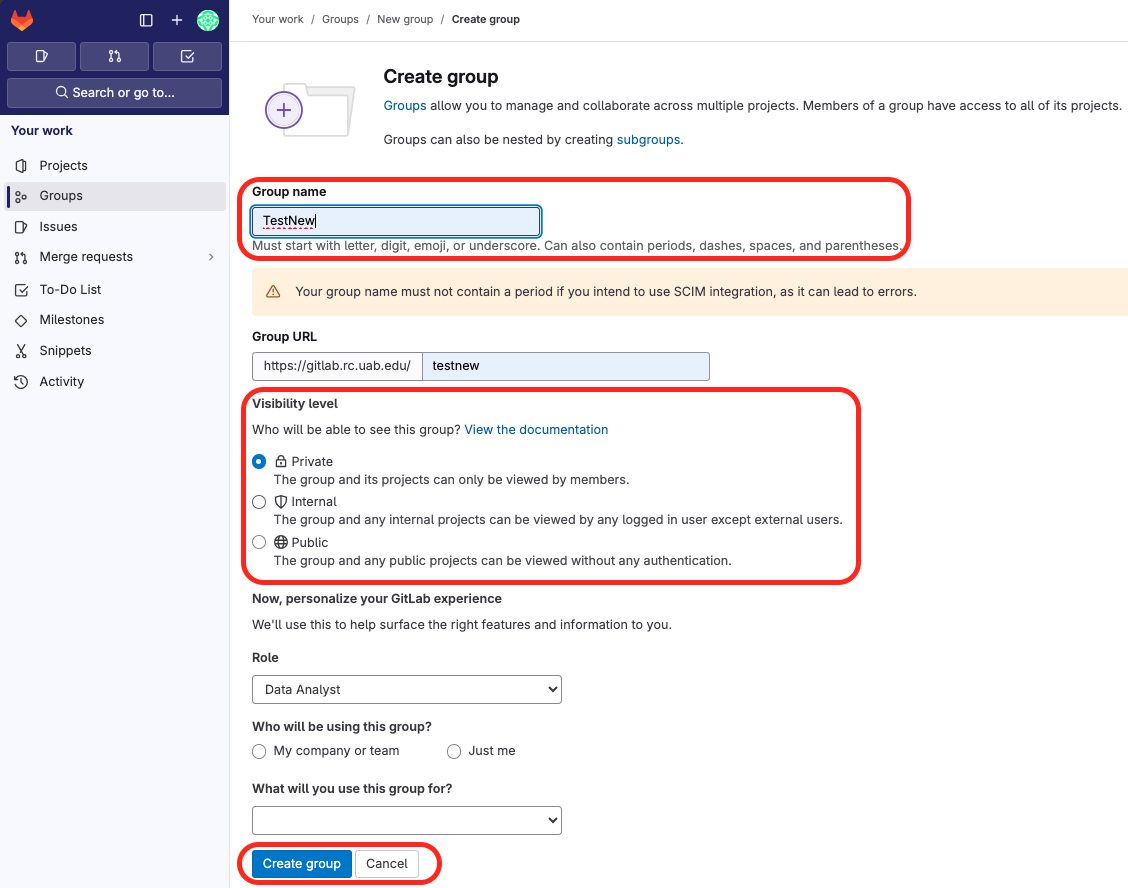 Your work / Groups / New group / Create group
Search or go to...
Your work
Projects
Groups
Issues
Merge requests
To-Do List
Milestones
Snippets
Activity
Create group
Groups allow you to manage and collaborate across multiple projects. Members of a group have access to all of its projects.
Groups can also be nested by creating subgroups.
Group name
TestNew
Must start with letter, digit, emoji, or underscore. Can also contain periods, dashes, spaces, and parentheses.
Your group name must not contain a period if you intend to use SCIM integration, as it can lead to errors.
Group URL
https://gitlab.rc.uab.edu/ testnew
Visibility level
Who will be able to see this group? View the documentation
Private
The group and its projects can only be viewed by members.
Internal
The group and any internal projects can be viewed by any logged in user except external users.
Public
The group and any public projects can be viewed without any authentication.
Now, personalize your GitLab experience
We'll use this to help surface the right features and information to you.
Role
Data Analyst
Who will be using this group?
My company or team Just me
What will you use this group for?
Create group Cancel